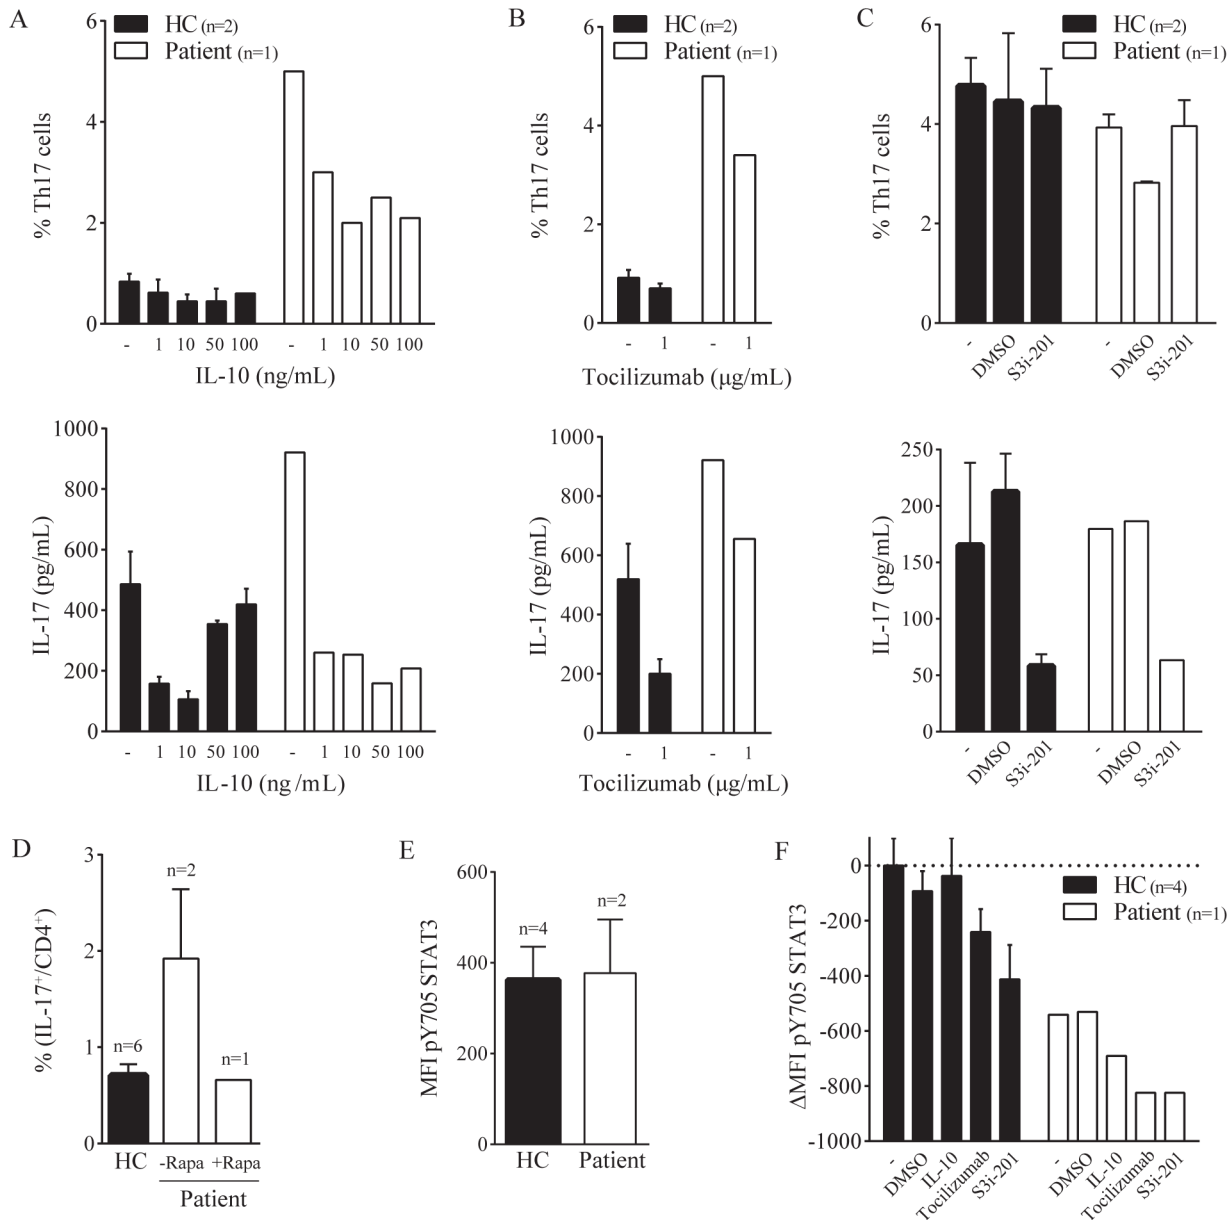 A
HC (n=2)
Patient (n=1)
% Th17 cells
6
4
2
0
- 1 10 50 100 - 1 10 50 100
IL-10 (ng/mL)
B
HC (n=2)
Patient (n=1)
% Th17 cells
6
4
2
0
- 1 - 1
Tocilizumab (μg/mL)
C
HC (n=2)
Patient (n=1)
% Th17 cells
6
4
2
0
- DMSO S3i-201 - DMSO S3i-201
IL-17 (pg/mL)
1000
800
600
400
200
0
- 1 10 50 100 - 1 10 50 100
IL-10 (ng/mL)
IL-17 (pg/mL)
1000
800
600
400
200
0
- 1 - 1
Tocilizumab (μg/mL)
IL-17 (pg/mL)
250
200
150
100
50
0
- DMSO S3i-201 - DMSO S3i-201
D
% (IL-17⁺/CD4⁺)
3
2
1
0
n=6
n=2
n=1
HC -Rapa +Rapa
Patient
E
MFI pY705 STAT3
600
400
200
0
n=4
n=2
HC Patient
F
HC (n=4)
Patient (n=1)
ΔMFI pY705 STAT3
0
-200
-400
-600
-800
-1000
- DMSO IL-10 Tocilizumab S3i-201 - DMSO IL-10 Tocilizumab S3i-201